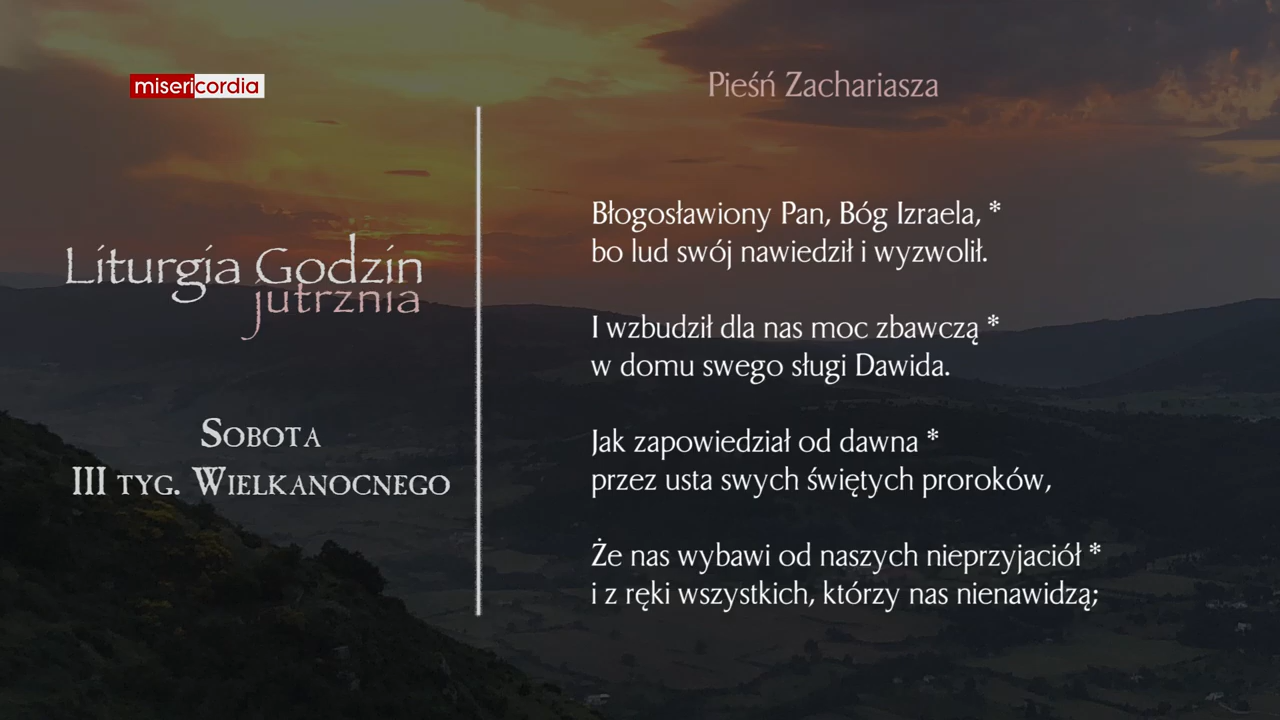 misericordia
Liturgia Godzin
jutrznia
Sobota
III tyg. Wielkanocnego
Pieśń Zachariasza
Błogosławiony Pan, Bóg Izraela, *
bo lud swój nawiedził i wyzwolił.
I wzbudził dla nas moc zbawczą *
w domu swego sługi Dawida.
Jak zapowiedział od dawna *
przez usta swych świętych proroków,
Że nas wybawi od naszych nieprzyjaciół *
i z ręki wszystkich, którzy nas nienawidzą;